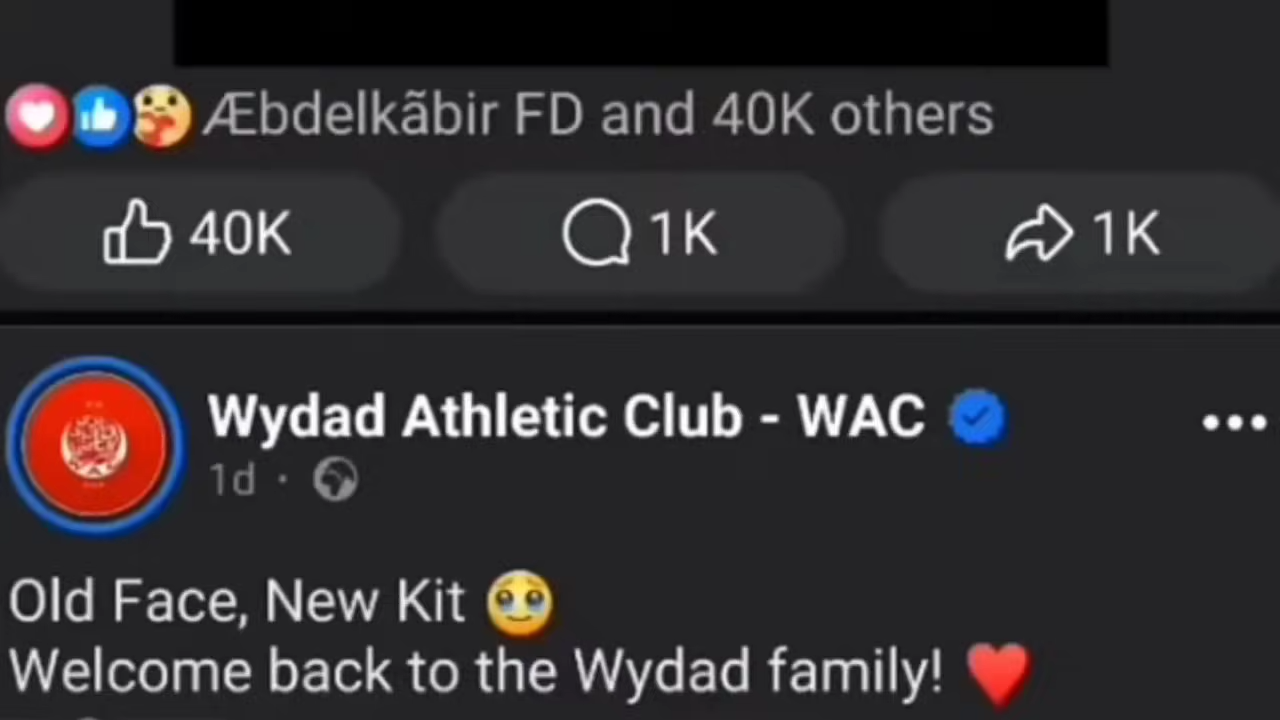 Æbdelkãbir FD and 40K others
40K 1K 1K
Wydad Athletic Club - WAC
1d ·
Old Face, New Kit 🥹
Welcome back to the Wydad family! ♥️